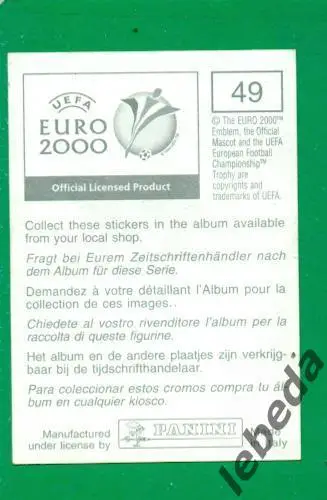 UEFA
EURO
2000
Official Licensed Product
49
© The EURO 2000™
Emblem, the Official
Mascot and the UEFA
European Football
Championship™
Trophy are
copyrights and
trademarks of UEFA.
Collect these stickers in the album available
from your local shop.
Fragt bei Eurem Zeitschriftenhändler nach
dem Album für diese Serie.
Demandez à votre détaillant l'Album pour la
collection de ces images..
Chiedete al vostro rivenditore l'album per la
raccolta di queste figurine.
Het album en de andere plaatjes zijn verkrijg-
baar bij de tijdschrifthandelaar.
Para coleccionar estos cromos compra tu ál-
bum en cualquier kiosco.
Manufactured
under license by
PANINI
Made
in Italy
lebeda